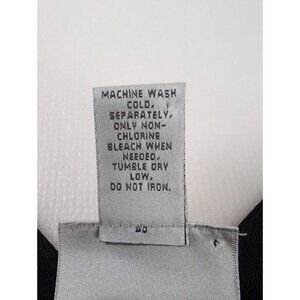 MACHINE WASH
COLD,
SEPARATELY,
ONLY NON-
CHLORINE
BLEACH WHEN
NEEDED,
TUMBLE DRY
LOW,
DO NOT IRON.